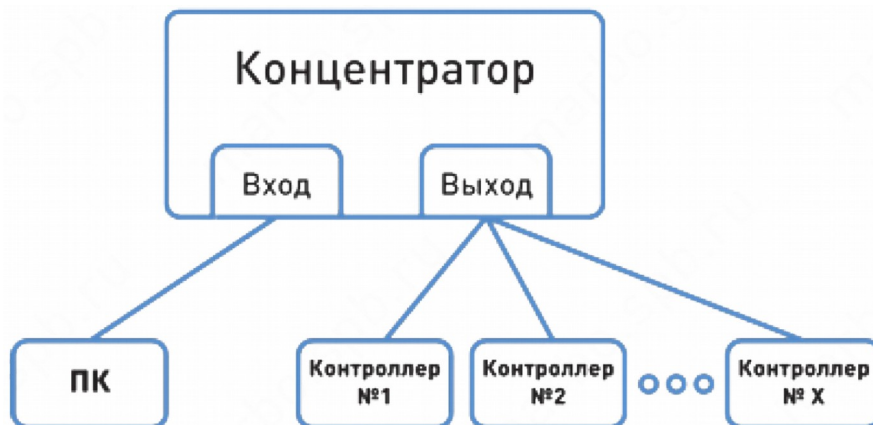 Концентратор
Вход
Выход
ПК
Контроллер
№1
Контроллер
№2
Контроллер
№ X